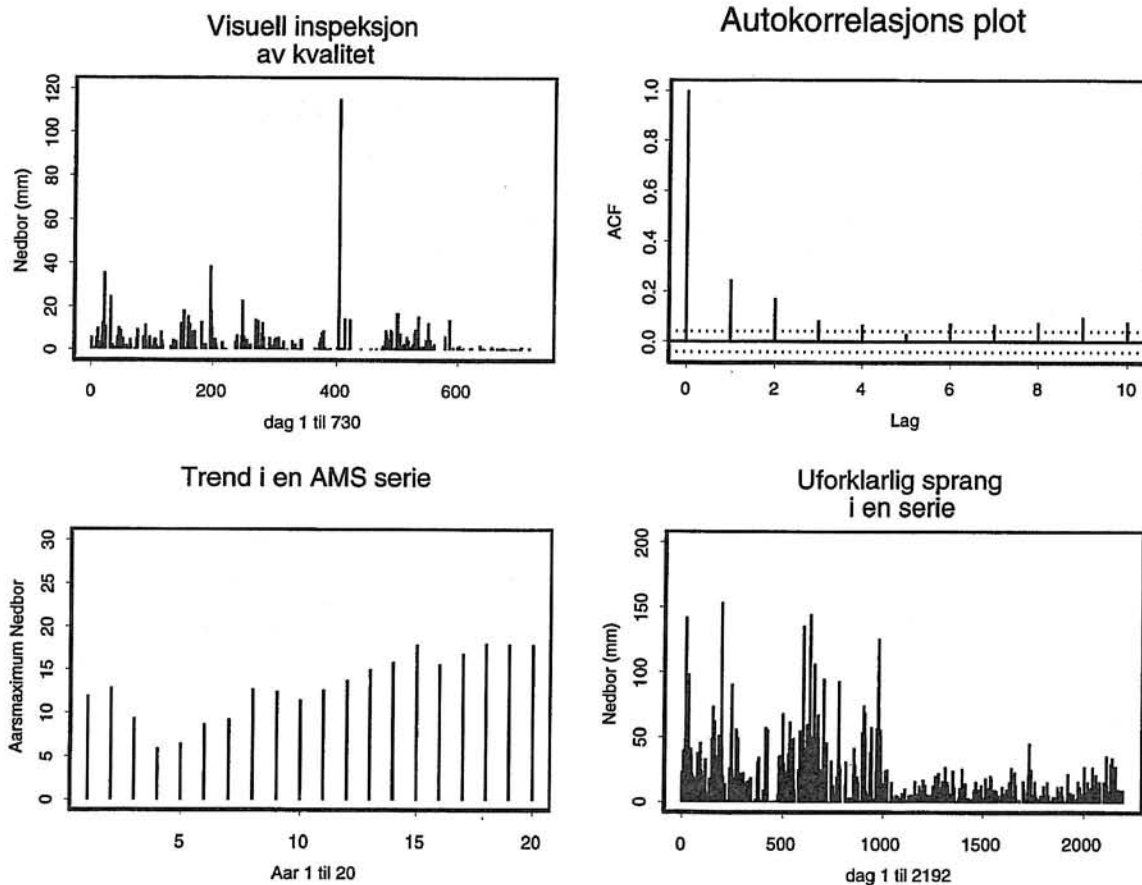 Visuell inspeksjon
av kvalitet
Nedbor (mm)
120
100
80
60
40
20
0
0 200 400 600
dag 1 til 730
Autokorrelasjons plot
ACF
1.0
0.8
0.6
0.4
0.2
0.0
0 2 4 6 8 10
Lag
Trend i en AMS serie
Aarsmaximum Nedbor
30
25
20
15
10
5
0
5 10 15 20
Aar 1 til 20
Uforklarlig sprang
i en serie
Nedbor (mm)
200
150
100
50
0
0 500 1000 1500 2000
dag 1 til 2192